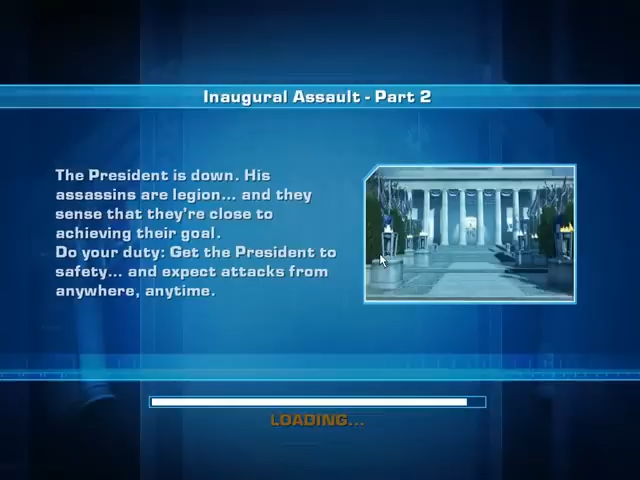 Inaugural Assault - Part 2
The President is down. His
assassins are legion... and they
sense that they're close to
achieving their goal.
Do your duty: Get the President to
safety... and expect attacks from
anywhere, anytime.
LOADING...